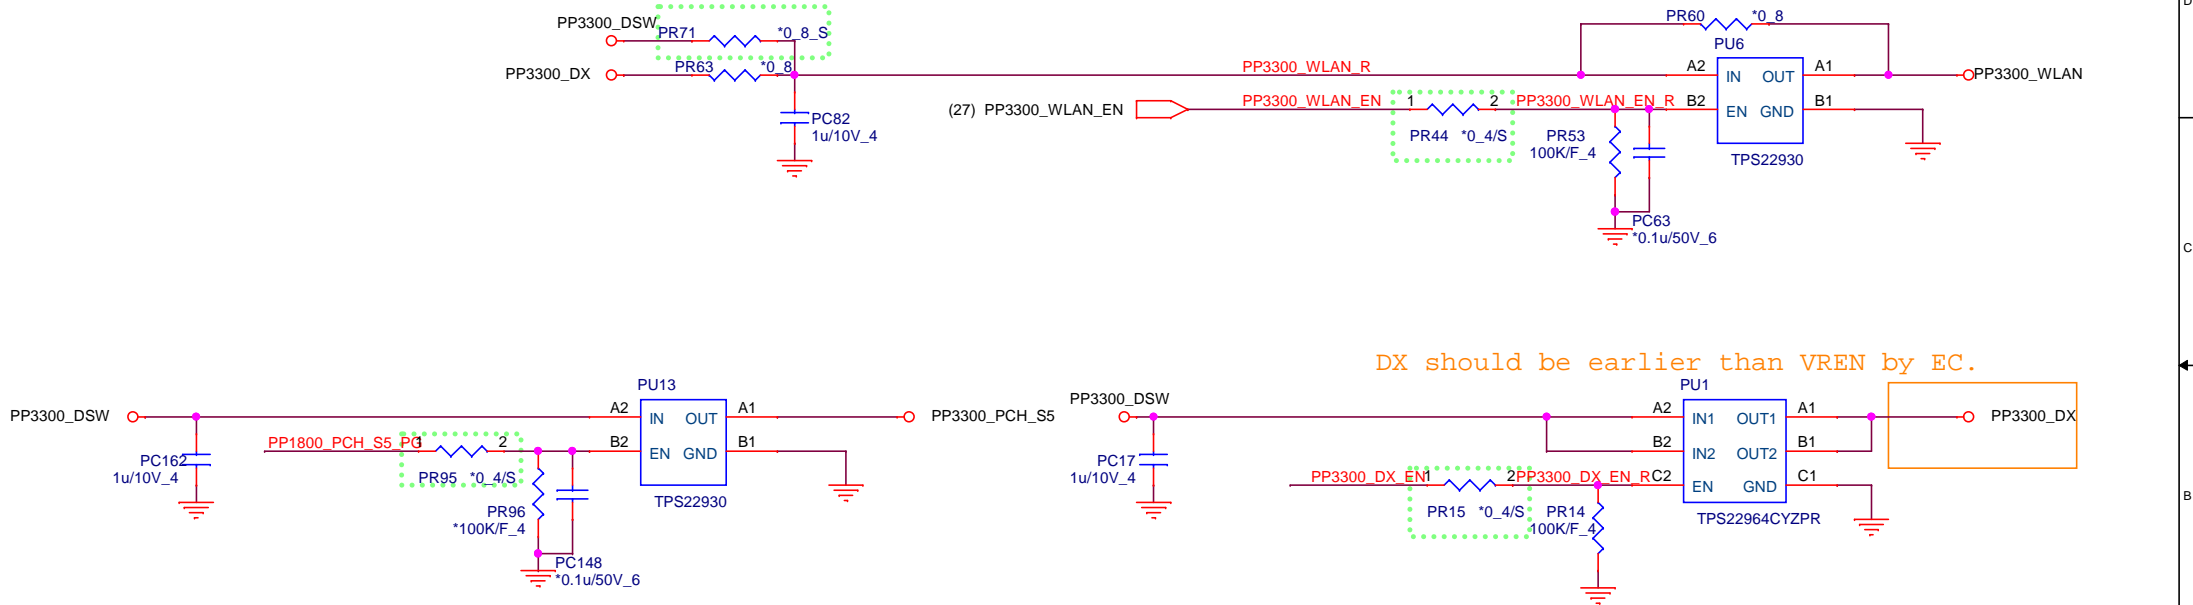 PP3300_DSW
PR71 *0_8_S
PP3300_DX
PR63 *0_8
PC82
1u/10V_4
PP3300_WLAN_R
(27) PP3300_WLAN_EN
PP3300_WLAN_EN
1 2
PR44 *0_4/S
PP3300_WLAN_EN_R
PR53
100K/F_4
PC63
*0.1u/50V_6
PR60 *0_8
PU6
A2 IN OUT A1
B2 EN GND B1
TPS22930
PP3300_WLAN
C
PP3300_DSW
PC162
1u/10V_4
PP1800_PCH_S5_PG
1 2
PR95 *0_4/S
PR96
*100K/F_4
PC148
*0.1u/50V_6
PU13
A2 IN OUT A1
B2 EN GND B1
TPS22930
PP3300_PCH_S5
DX should be earlier than VREN by EC.
PP3300_DSW
PC17
1u/10V_4
PP3300_DX_EN
1 2
PR15 *0_4/S
PP3300_DX_EN_R
PR14
100K/F_4
PU1
A2 IN1 OUT1 A1
B2 IN2 OUT2 B1
C2 EN GND C1
TPS22964CYZPR
PP3300_DX
B